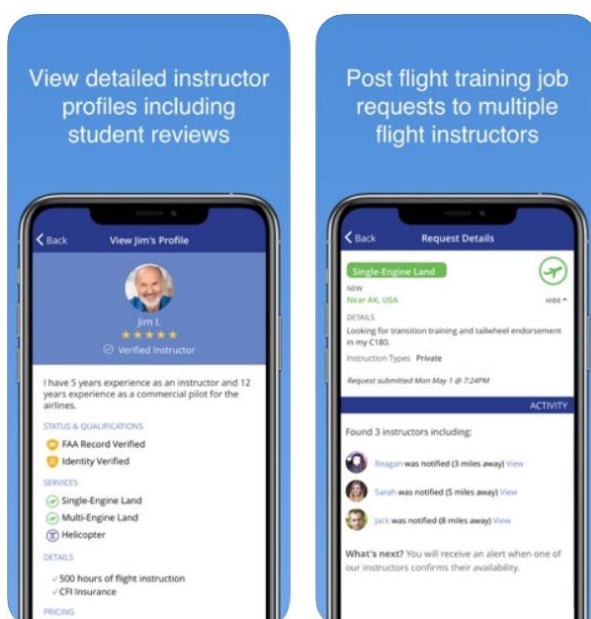 View detailed instructor
profiles including
student reviews
Back
View Jim's Profile
Jim I.
Verified Instructor
I have 5 years experience as an instructor and 12
years experience as a commercial pilot for the
airlines.
STATUS & QUALIFICATIONS
FAA Record Verified
Identity Verified
SERVICES
Single-Engine Land
Multi-Engine Land
Helicopter
DETAILS
500 hours of flight instruction
CFI Insurance
PRICING
Post flight training job
requests to multiple
flight instructors
Back
Request Details
Single-Engine Land
NEW
Near AK, USA
HIDE
DETAILS
Looking for transition training and tailwheel endorsement
in my C180.
Instruction Types Private
Request submitted Mon May 1 @ 7:24PM
ACTIVITY
Found 3 instructors including:
Reagan was notified (3 miles away) View
Sarah was notified (5 miles away) View
Jack was notified (8 miles away) View
What's next? You will receive an alert when one of
our instructors confirms their availability.